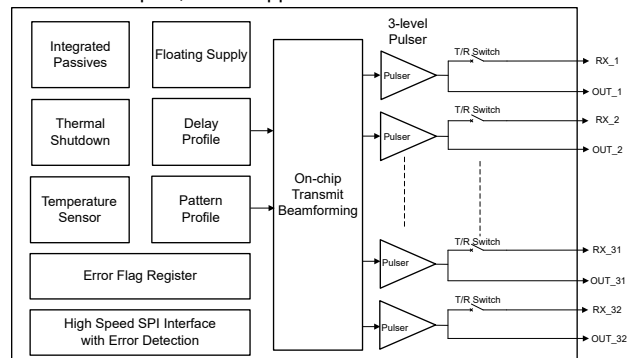 3-level
Pulser
Integrated
Passives
Floating Supply
Thermal
Shutdown
Delay
Profile
Temperature
Sensor
Pattern
Profile
Error Flag Register
High Speed SPI Interface
with Error Detection
On-chip
Transmit
Beamforming
Pulser
T/R Switch
RX_1
OUT_1
Pulser
T/R Switch
RX_2
OUT_2
Pulser
T/R Switch
RX_31
OUT_31
Pulser
T/R Switch
RX_32
OUT_32